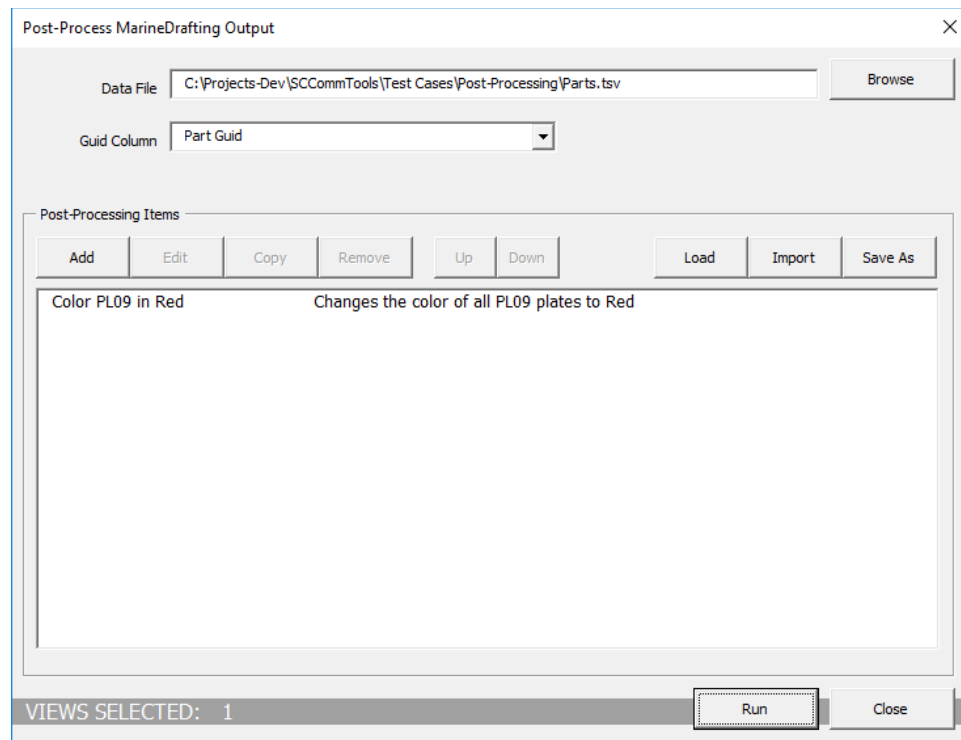 Post-Process MarineDrafting Output
Data File C:\Projects-Dev\SCCommTools\Test Cases\Post-Processing\Parts.tsv Browse
Guid Column Part Guid
Post-Processing Items
Add Edit Copy Remove Up Down Load Import Save As
Color PL09 in Red Changes the color of all PL09 plates to Red
VIEWS SELECTED: 1 Run Close